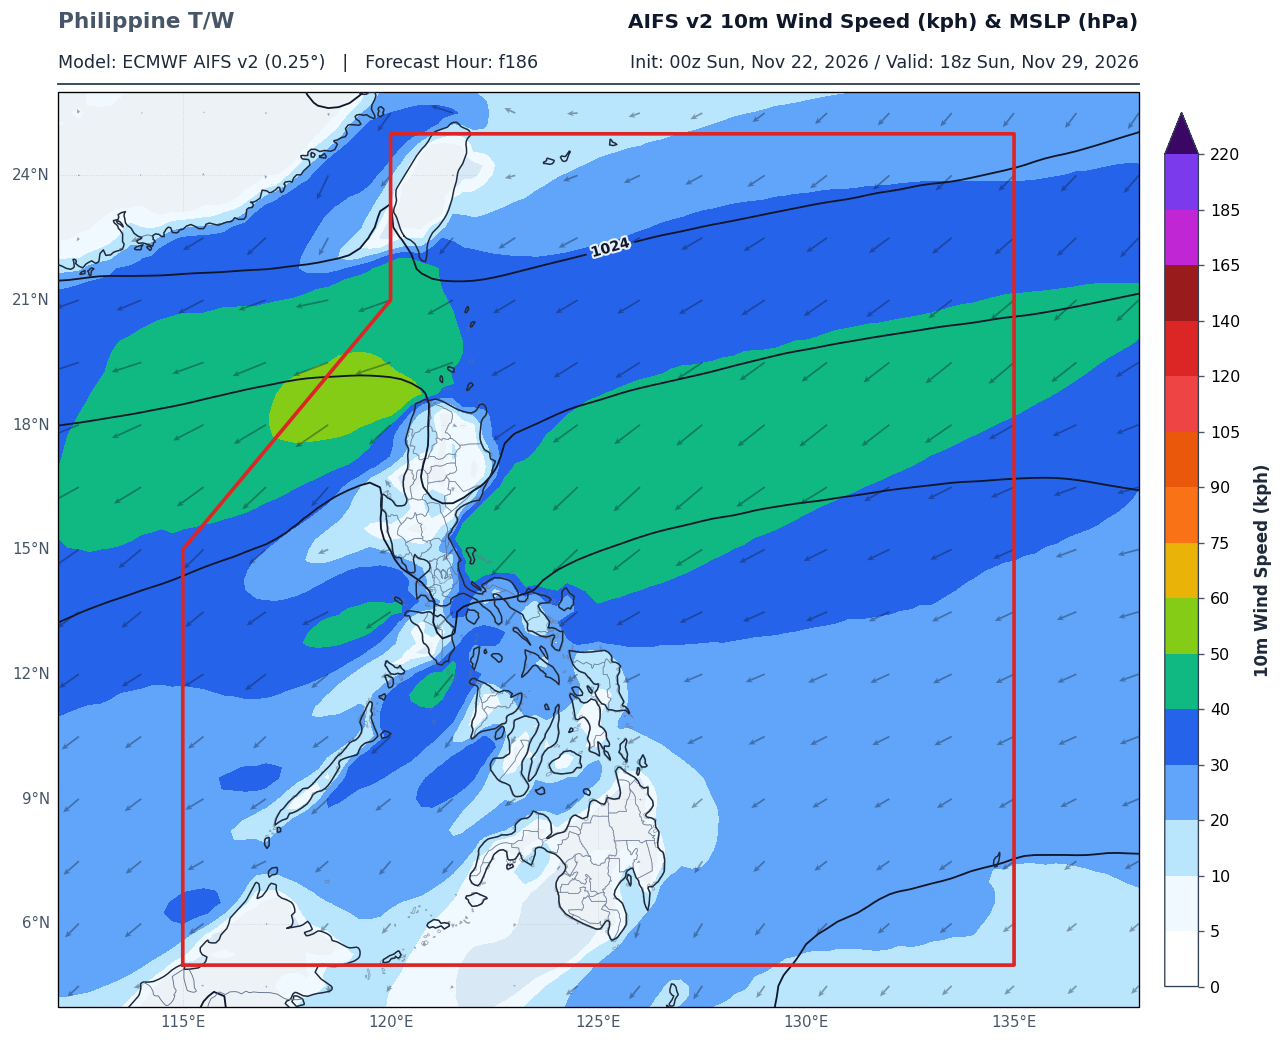 Philippine T/W
AIFS v2 10m Wind Speed (kph) & MSLP (hPa)
Model: ECMWF AIFS v2 (0.25°) | Forecast Hour: f186
Init: 00z Sun, Nov 22, 2026 / Valid: 18z Sun, Nov 29, 2026
24°N
21°N
18°N
15°N
12°N
9°N
6°N
1024
115°E
120°E
125°E
130°E
135°E
220
185
165
140
120
105
90
75
60
50
40
30
20
10
5
0
10m Wind Speed (kph)